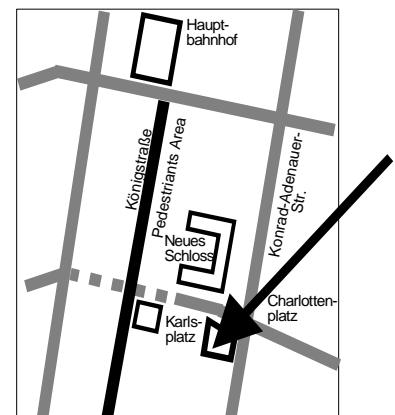 Haupt-
bahnhof
Königstraße
Pedestriants Area
Konrad-Adenauer-
Str.
Neues
Schloss
Charlotten-
platz
Karls-
platz